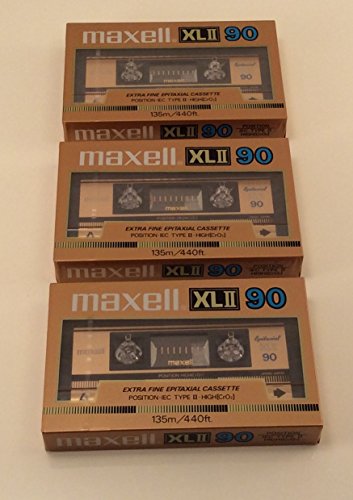 maxell XLII 90
Epitaxial
90
maxell
EXTRA FINE EPITAXIAL CASSETTE
POSITION·IEC TYPE II·HIGH[CrO₂]
135m/440ft.
maxell XLII 90
maxell XLII 90
Epitaxial
90
maxell
A
EXTRA FINE EPITAXIAL CASSETTE
POSITION·IEC TYPE II·HIGH[CrO₂]
135m/440ft.
maxell XLII 90
maxell XLII 90
Epitaxial
90
maxell
A
EXTRA FINE EPITAXIAL CASSETTE
POSITION·IEC TYPE II·HIGH[CrO₂]
135m/440ft.
maxell XLII 90